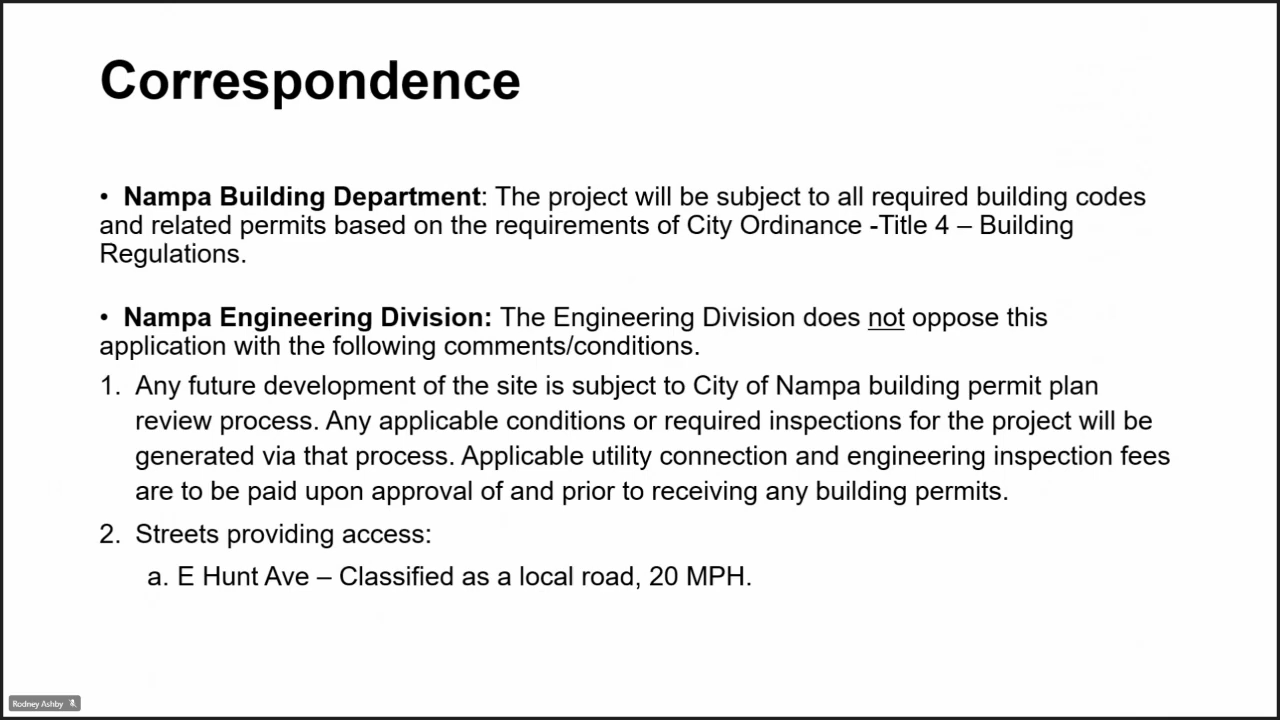 Correspondence
• Nampa Building Department: The project will be subject to all required building codes
and related permits based on the requirements of City Ordinance -Title 4 – Building
Regulations.
• Nampa Engineering Division: The Engineering Division does not oppose this
application with the following comments/conditions.
1. Any future development of the site is subject to City of Nampa building permit plan
review process. Any applicable conditions or required inspections for the project will be
generated via that process. Applicable utility connection and engineering inspection fees
are to be paid upon approval of and prior to receiving any building permits.
2. Streets providing access:
a. E Hunt Ave – Classified as a local road, 20 MPH.
Rodney Ashby